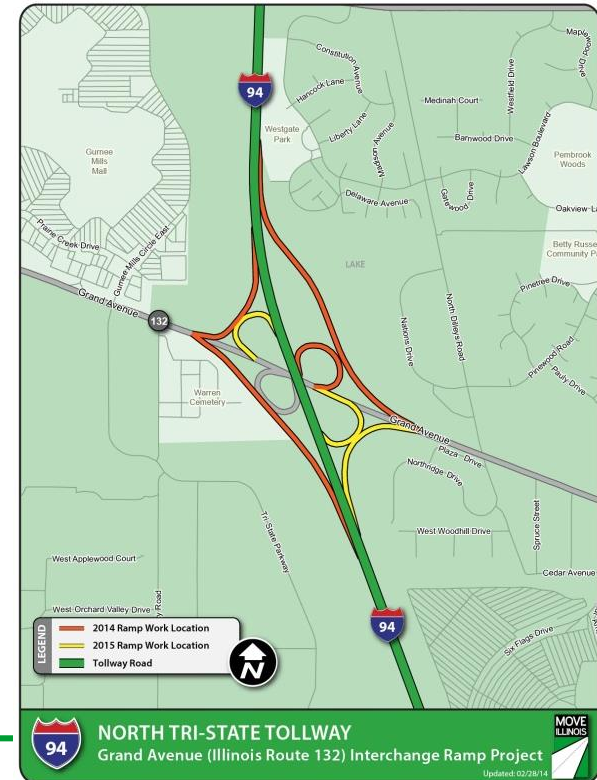 94
Constitution Avenue
Hancock Lane
Liberty Lane
Madison Avenue
Westgate
Park
Medinah Court
Westfield Drive
Barnwood Drive
Lawson Boulevard
Pembrook
Woods
Gurnee
Mills
Mall
Delaware Avenue
Gatewood Drive
Oakview La
Betty Russe
Community P
Prairie Creek Drive
Gurnee Mills Circle East
LAKE
Grand Avenue
132
Pinetree Drive
North Dilleys Road
Nations Drive
Pinewood Road
Pauly Drive
Warren
Cemetery
Grand Avenue
Plaza Drive
Northridge Drive
Spruce Street
West Woodhill Drive
Tri-State Parkway
West Applewood Court
Cedar Avenue
West Orchard Valley Drive
y Road
94
Six Flags Drive
LEGEND
2014 Ramp Work Location
2015 Ramp Work Location
Tollway Road
N
94
NORTH TRI-STATE TOLLWAY
Grand Avenue (Illinois Route 132) Interchange Ramp Project
MOVE
ILLINOIS
Updated: 02/28/14